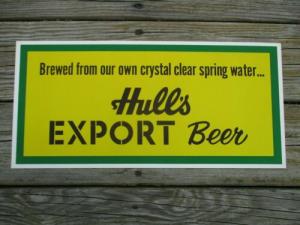 Brewed from our own crystal clear spring water...
Hull's
EXPORT Beer